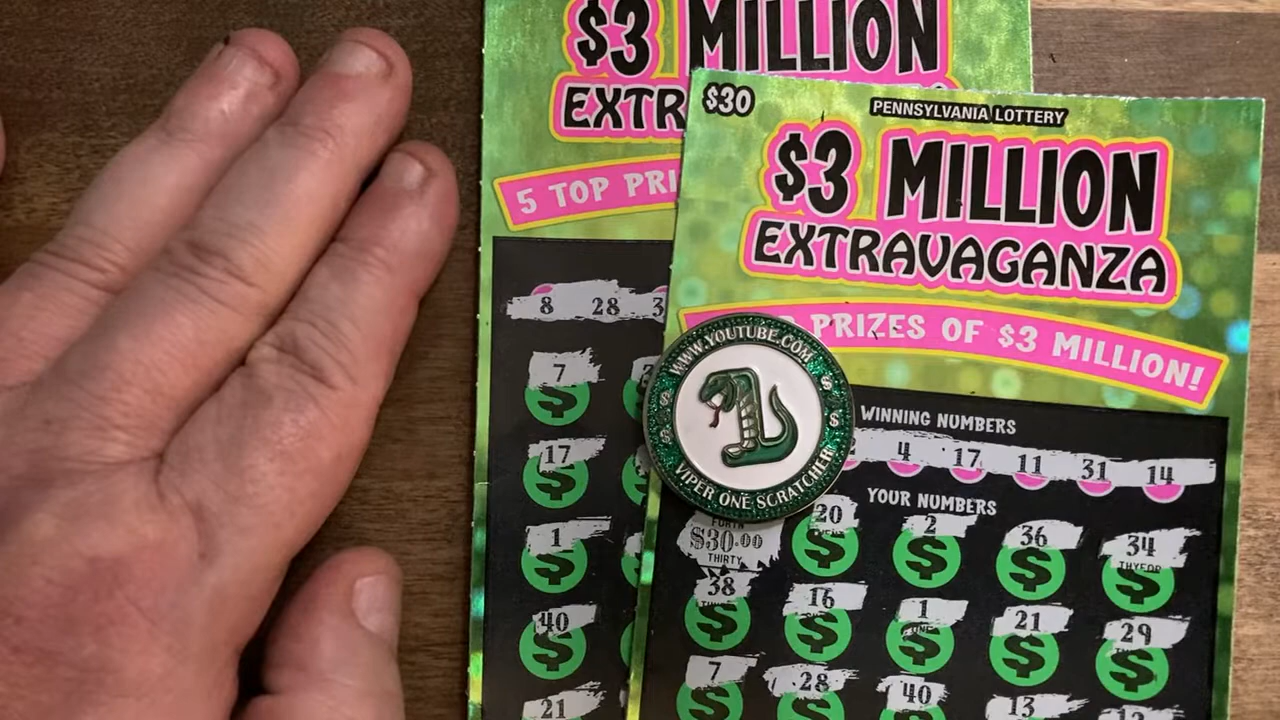 $3 MILLION
EXTR
5 TOP PRI
8 28 3
7
17
1
40
21
$30
PENNSYLVANIA LOTTERY
$3 MILLION
EXTRAVAGANZA
PRIZES OF $3 MILLION!
WWW.YOUTUBE.COM
VIPER ONE SCRATCHER
WINNING NUMBERS
4 17 11 31 14
YOUR NUMBERS
20 2 36 34
$30.00
THIRTY
38 16 1 21 29
7 28 40 13